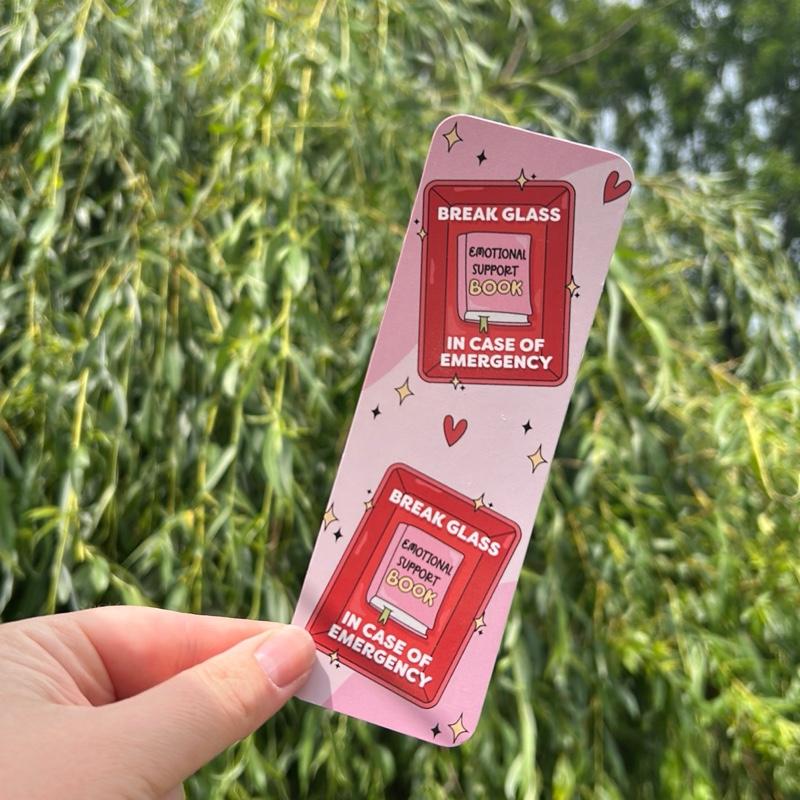 BREAK GLASS
EMOTIONAL
SUPPORT
BOOK
IN CASE OF
EMERGENCY
BREAK GLASS
EMOTIONAL
SUPPORT
BOOK
IN CASE OF
EMERGENCY